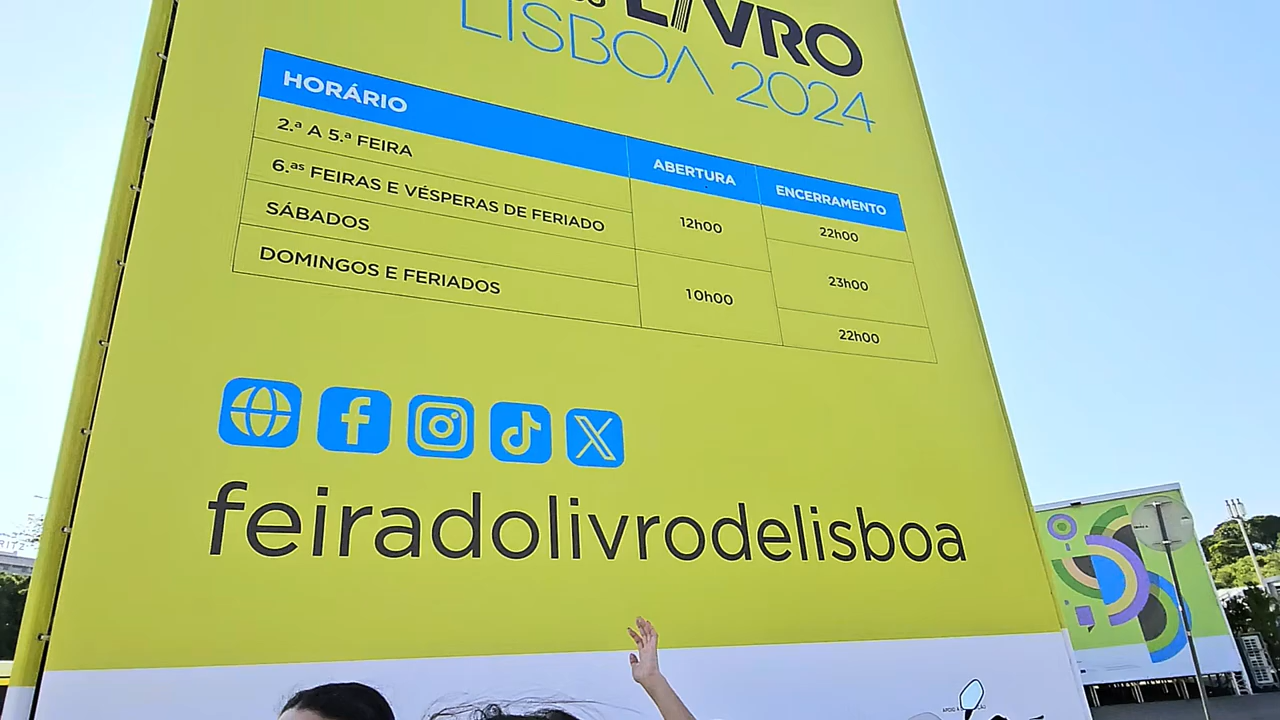 LIVRO
LISBOA 2024
HORÁRIO ABERTURA ENCERRAMENTO
2.ª A 5.ª FEIRA 12h00 22h00
6.as FEIRAS E VÉSPERAS DE FERIADO 23h00
SÁBADOS 10h00
DOMINGOS E FERIADOS 22h00
feiradolivrodelisboa